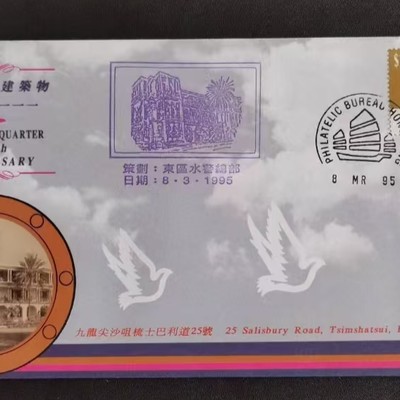 建築物
QUARTER
th
SARY
策劃:東區水警總部
日期:8·3·1995
PHILATELIC BUREAU
8 MR 95
九龍尖沙咀梳士巴利道25號 25 Salisbury Road, Tsimshatsui,